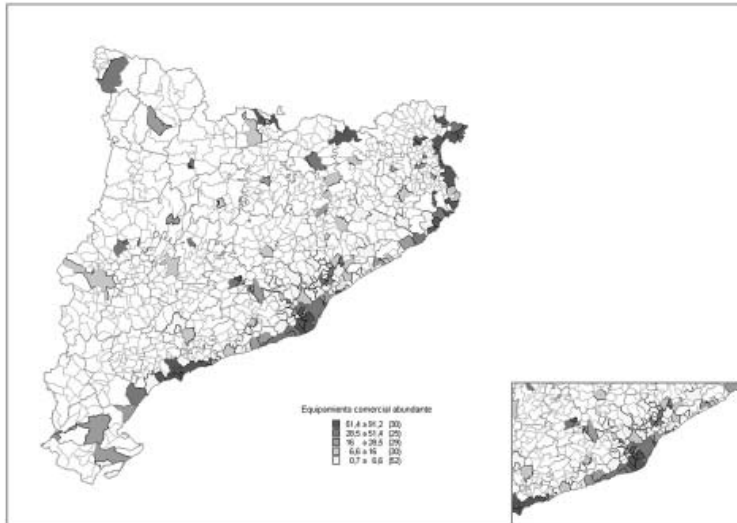 Equipamiento comercial abundante
51,4 a 91,2 (30)
28,5 a 51,4 (25)
16 a 28,5 (29)
6,6 a 16 (30)
0,7 a 6,6 (52)